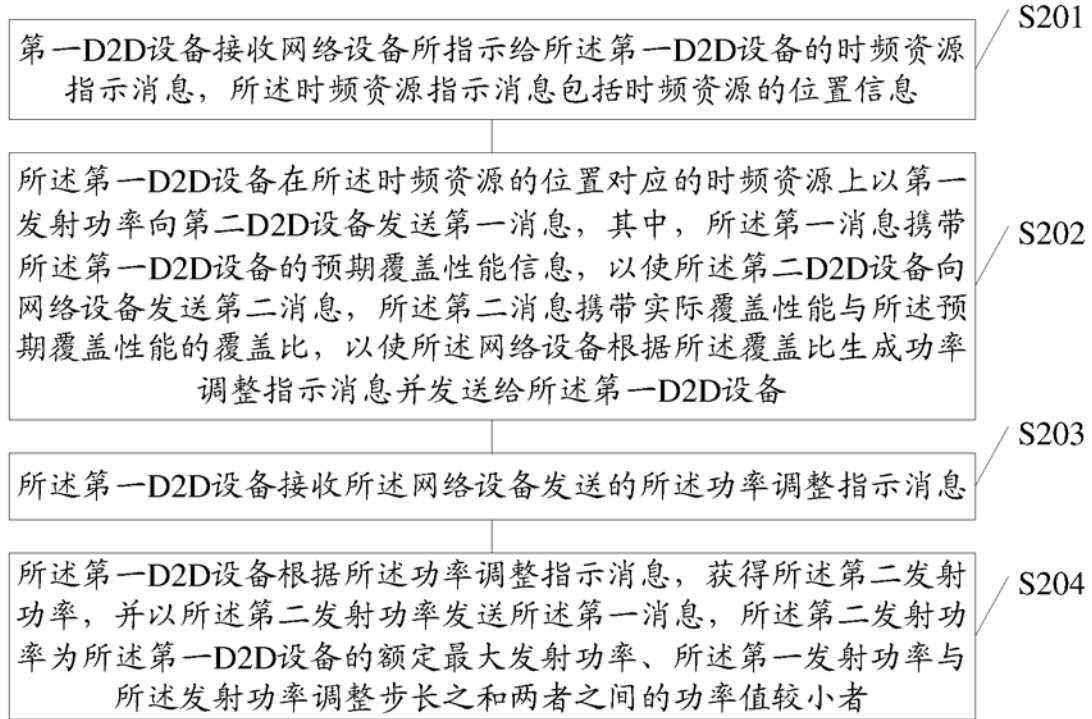 S201
第一D2D设备接收网络设备所指示给所述第一D2D设备的时频资源
指示消息，所述时频资源指示消息包括时频资源的位置信息
所述第一D2D设备在所述时频资源的位置对应的时频资源上以第一
发射功率向第二D2D设备发送第一消息，其中，所述第一消息携带
S202
所述第一D2D设备的预期覆盖性能信息，以使所述第二D2D设备向
网络设备发送第二消息，所述第二消息携带实际覆盖性能与所述预
期覆盖性能的覆盖比，以使所述网络设备根据所述覆盖比生成功率
调整指示消息并发送给所述第一D2D设备
S203
所述第一D2D设备接收所述网络设备发送的所述功率调整指示消息
所述第一D2D设备根据所述功率调整指示消息，获得所述第二发射
S204
功率，并以所述第二发射功率发送所述第一消息，所述第二发射功
率为所述第一D2D设备的额定最大发射功率、所述第一发射功率与
所述发射功率调整步长之和两者之间的功率值较小者